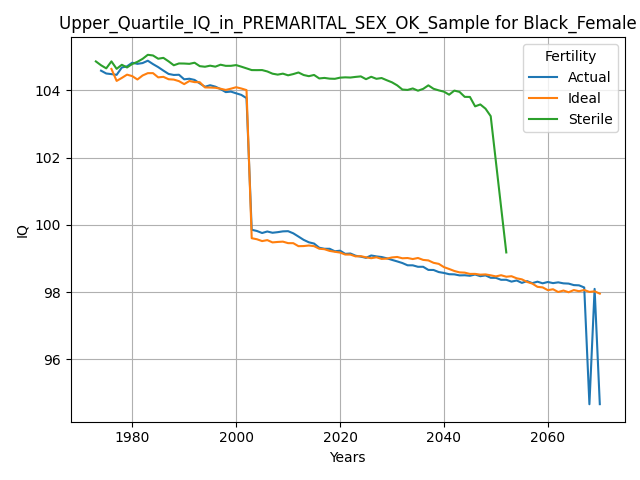 Upper_Quartile_IQ_in_PREMARITAL_SEX_OK_Sample for Black_Female
Fertility
Actual
Ideal
Sterile
IQ
104
102
100
98
96
1980
2000
2020
2040
2060
Years